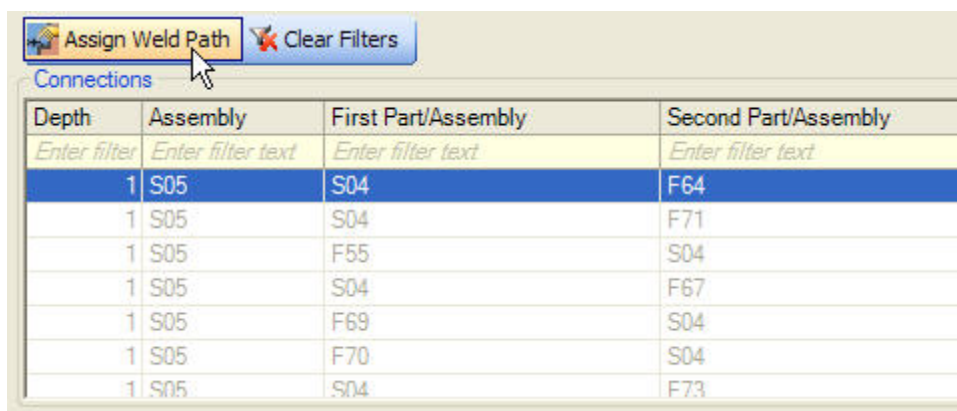 Assign Weld Path Clear Filters
Connections
Depth Assembly First Part/Assembly Second Part/Assembly
Enter filter Enter filter text Enter filter text Enter filter text
1 S05 S04 F64
1 S05 S04 F71
1 S05 F55 S04
1 S05 S04 F67
1 S05 F69 S04
1 S05 F70 S04
1 S05 S04 F73